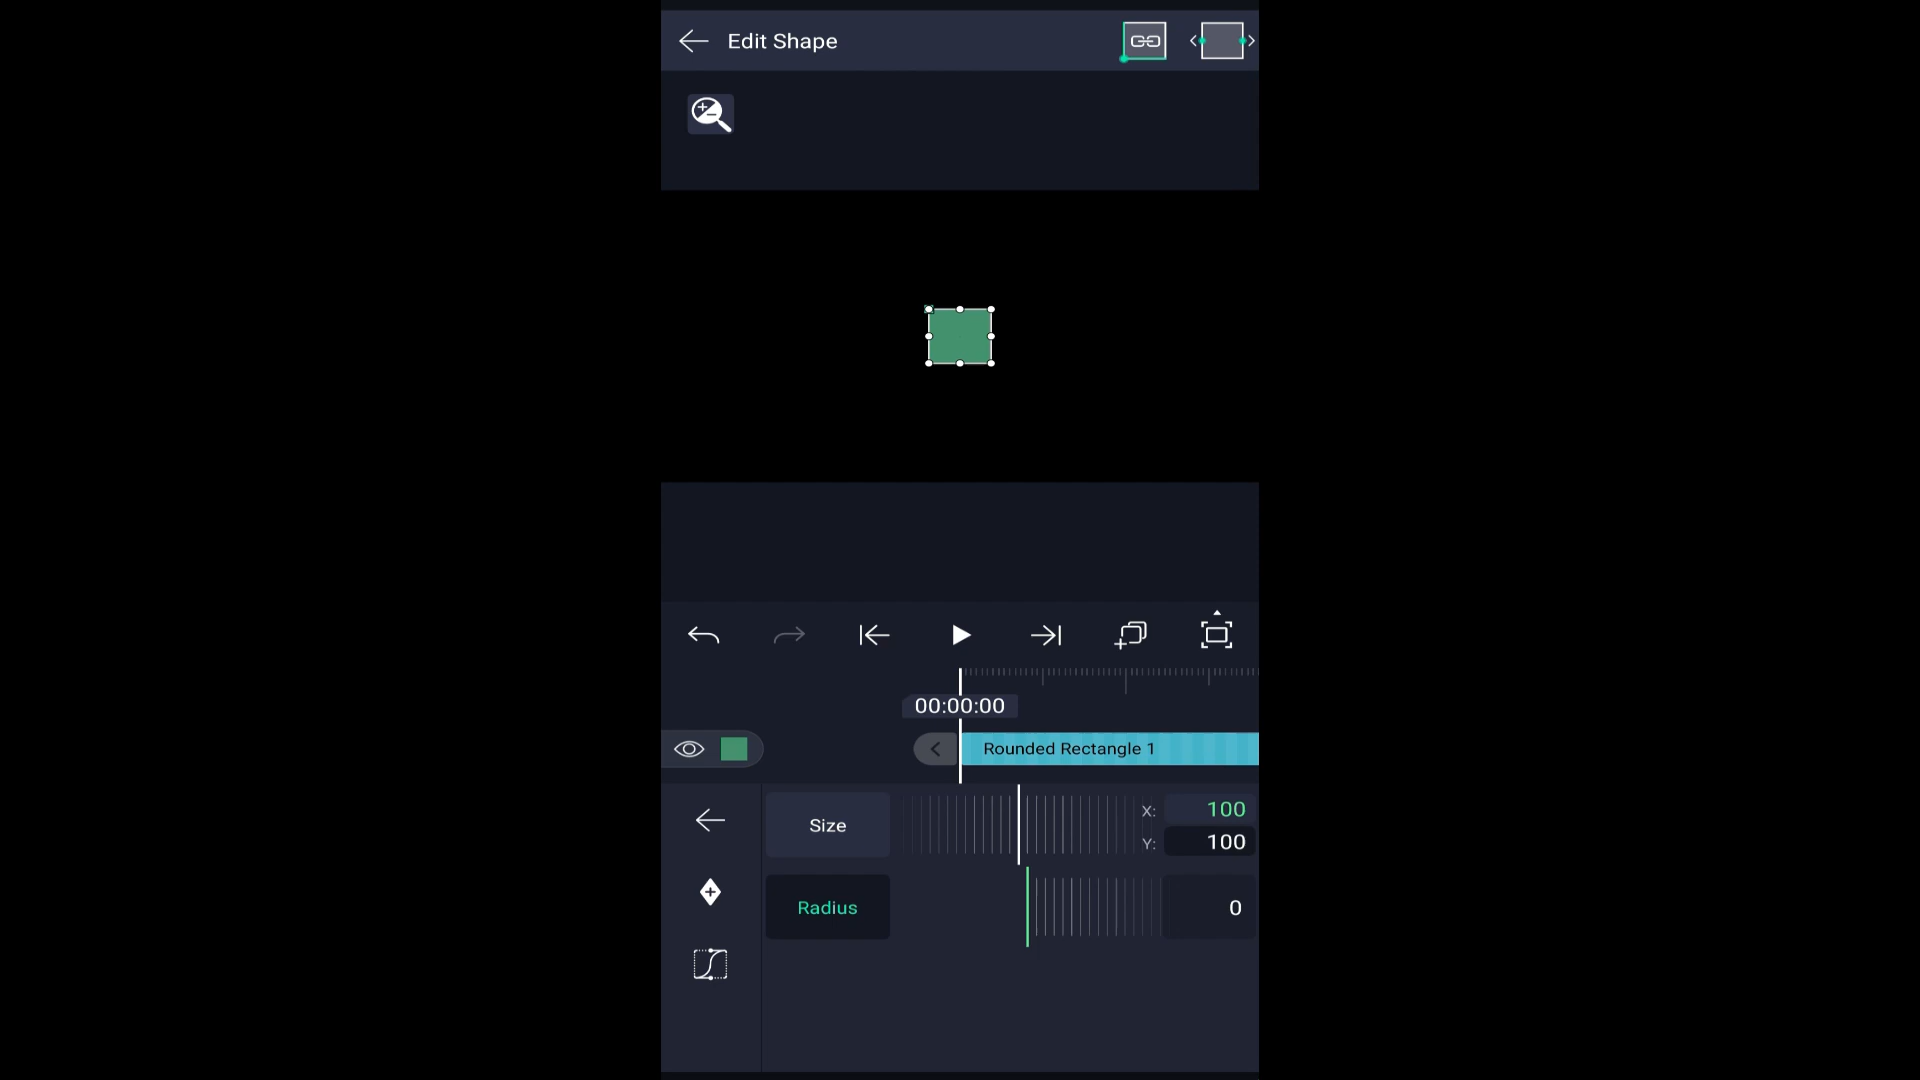 Edit Shape
00:00:00
Rounded Rectangle 1
Size
X: 100
Y: 100
Radius
0